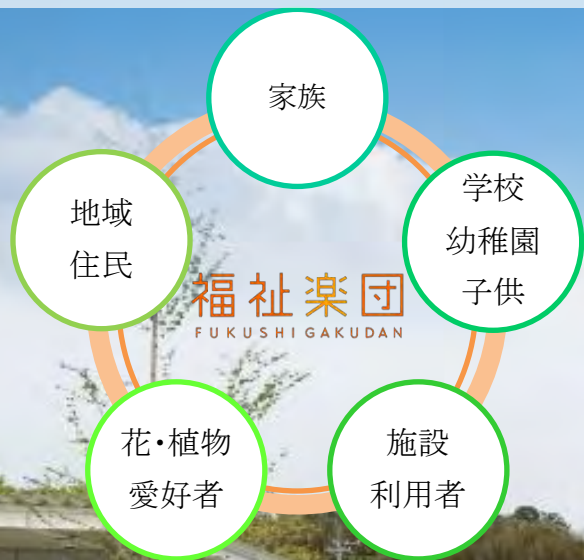 家族
学校
幼稚園
子供
地域
住民
福祉楽団
FUKUSHI GAKUDAN
花・植物
愛好者
施設
利用者